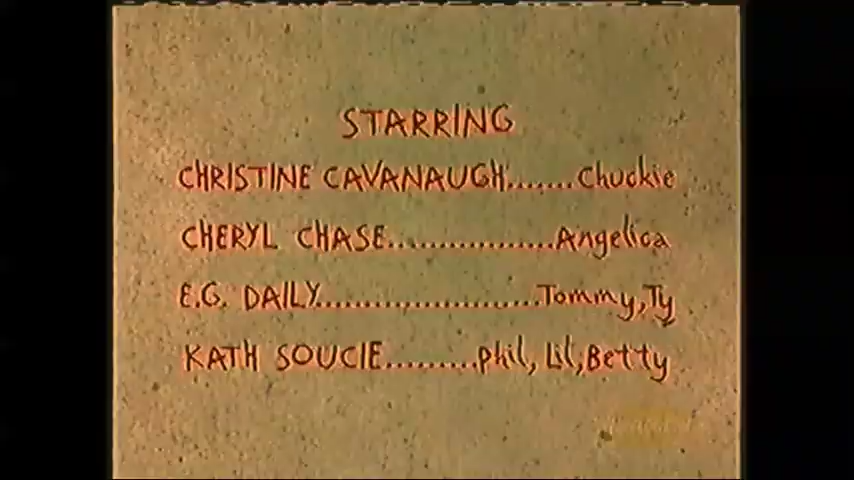 STARRING
CHRISTINE CAVANAUGH.......Chuckie
CHERYL CHASE.................Angelica
E.G. DAILY.......................Tommy, Ty
KATH SOUCIE.........Phil, Lil, Betty